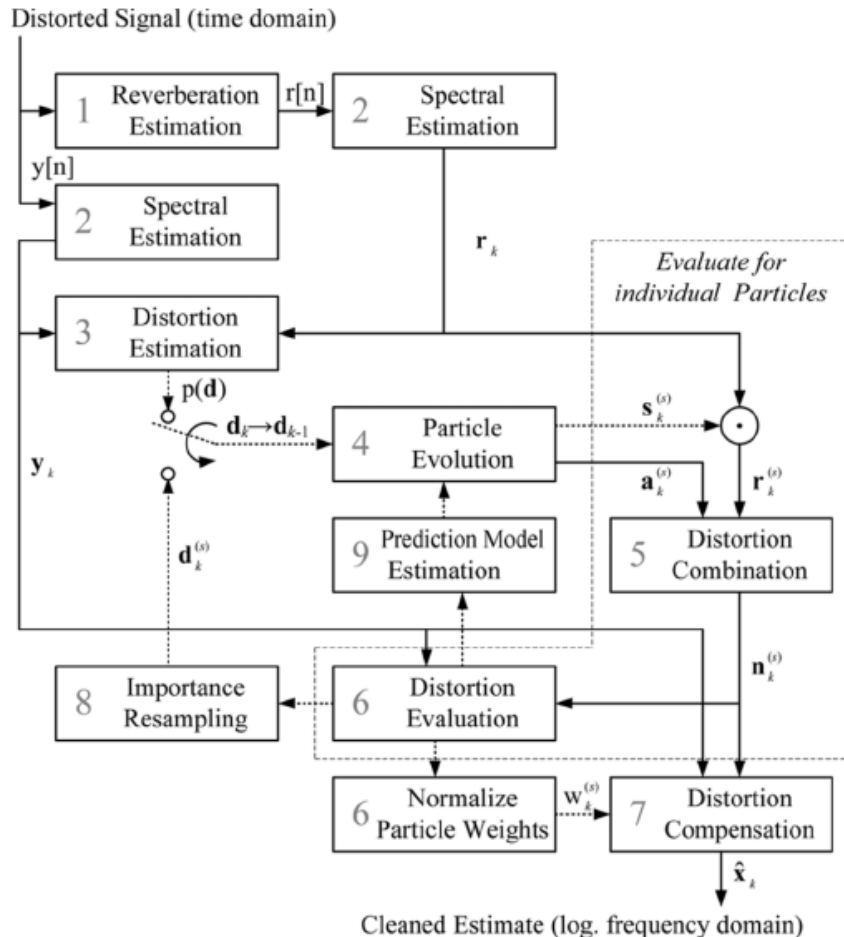 Distorted Signal (time domain)
1 Reverberation
Estimation
r[n]
2 Spectral
Estimation
y[n]
2 Spectral
Estimation
r_k
Evaluate for
individual Particles
3 Distortion
Estimation
p(d)
d_k→d_{k-1}
4 Particle
Evolution
s_k^{(s)}
y_k
a_k^{(s)}
r_k^{(s)}
d_k^{(s)}
9 Prediction Model
Estimation
5 Distortion
Combination
n_k^{(s)}
8 Importance
Resampling
6 Distortion
Evaluation
6 Normalize
Particle Weights
w_k^{(s)}
7 Distortion
Compensation
x̂_k
Cleaned Estimate (log. frequency domain)